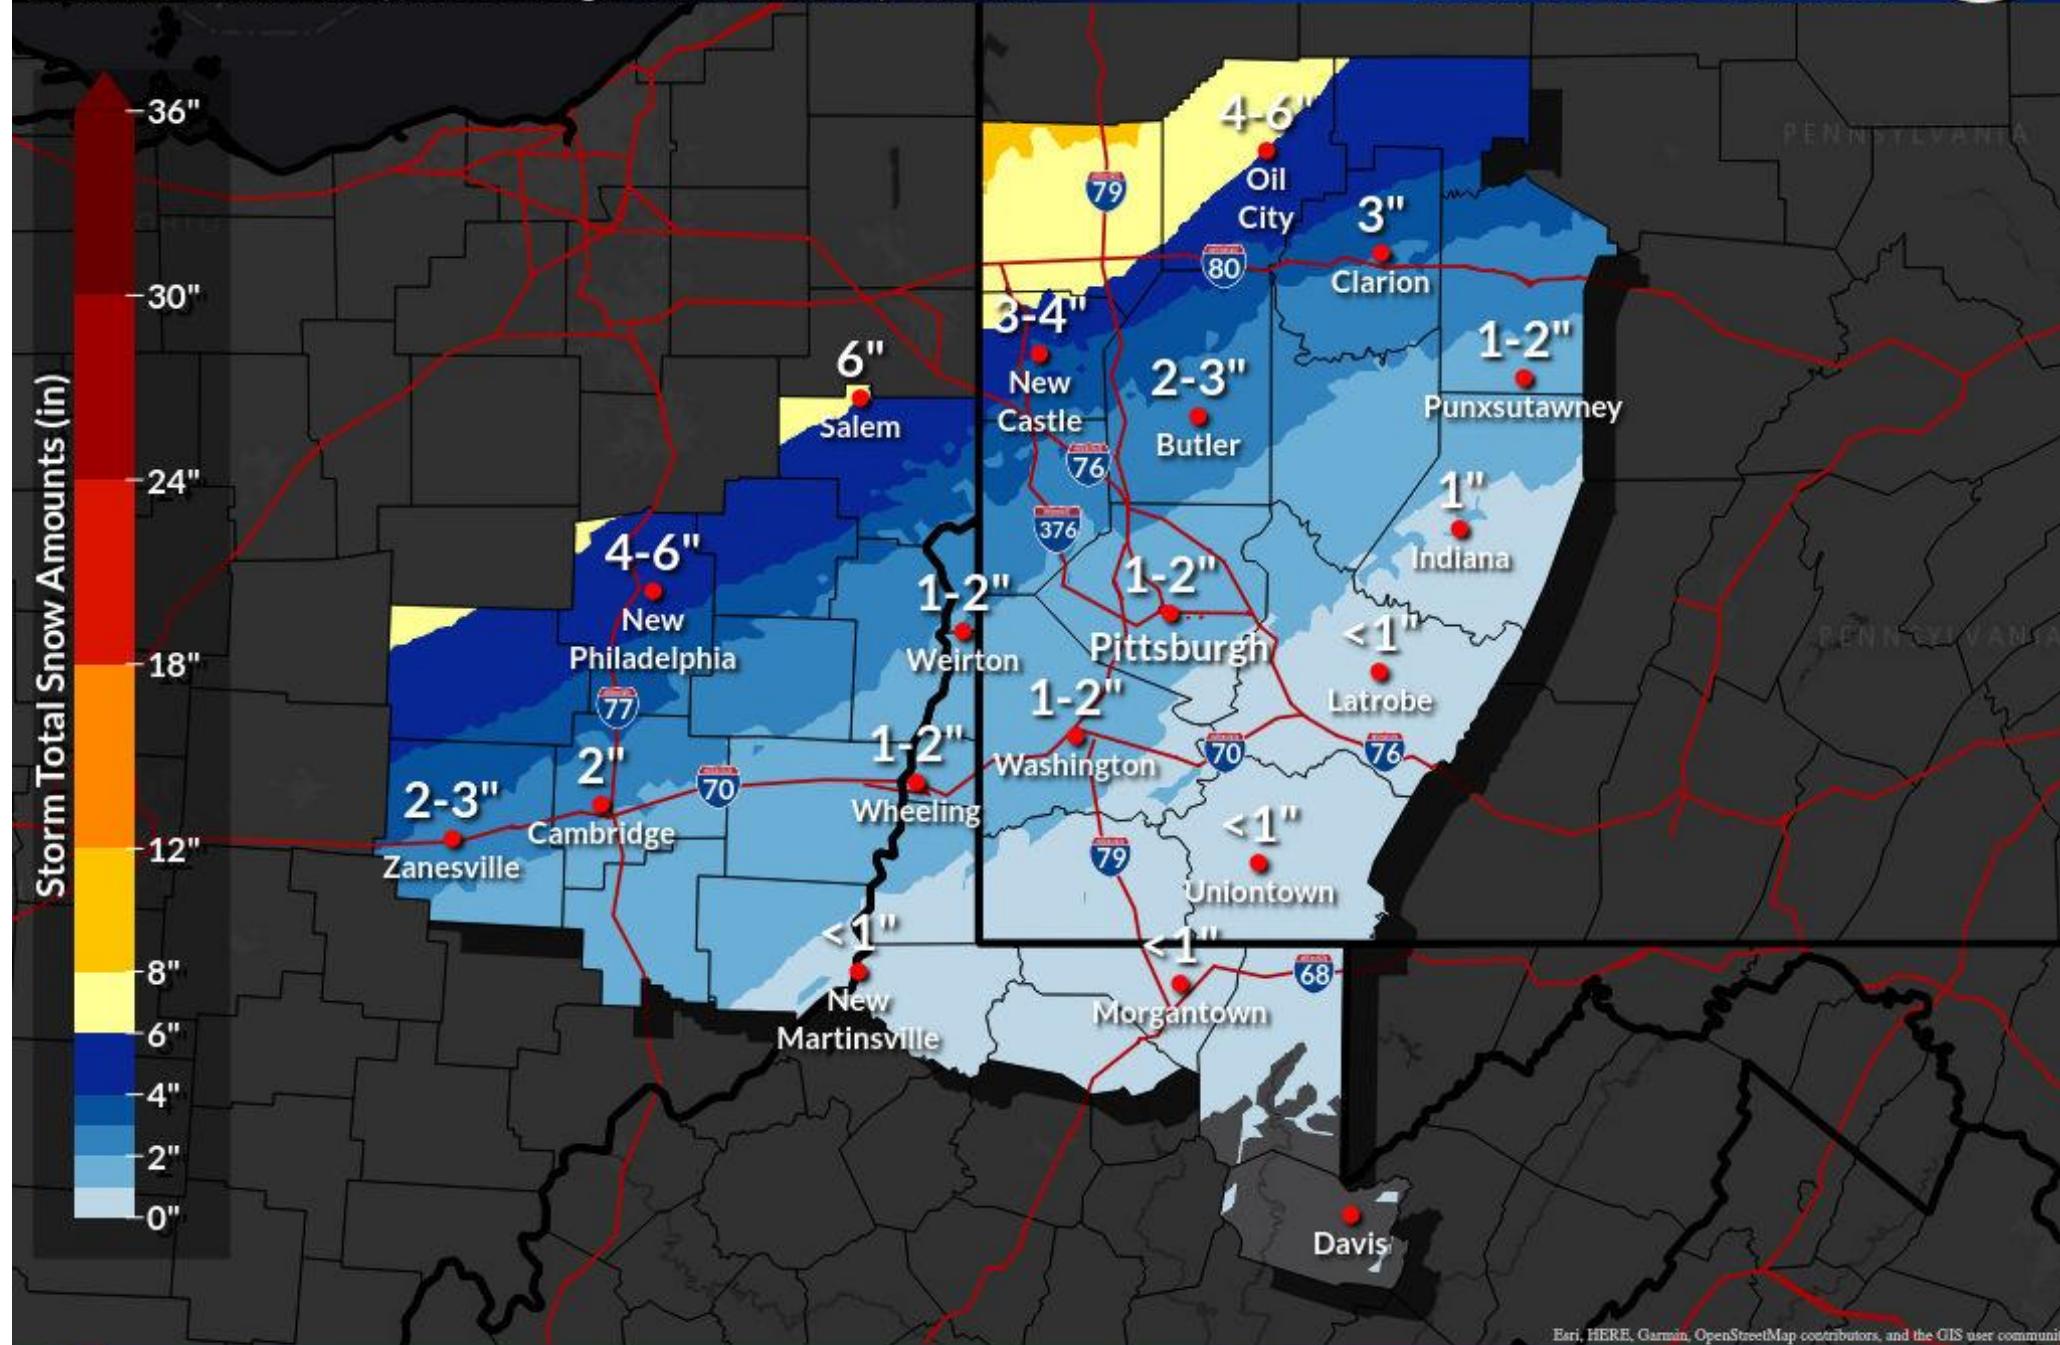 Storm Total Snow Amounts (in)
36"
30"
24"
18"
12"
8"
6"
4"
2"
0"
OHIO
PENNSYLVANIA
4-6"
Oil
City
79
80
3"
Clarion
3-4"
New
Castle
6"
Salem
2-3"
Butler
1-2"
Punxsutawney
76
376
1"
Indiana
4-6"
New
Philadelphia
1-2"
Weirton
1-2"
Pittsburgh
<1"
Latrobe
PENNSYLVANIA
77
1-2"
Washington
70
76
2-3"
Zanesville
2"
Cambridge
70
1-2"
Wheeling
79
<1"
Uniontown
<1"
New
Martinsville
<1"
Morgantown
68
Davis
Esri, HERE, Garmin, OpenStreetMap contributors, and the GIS user communit